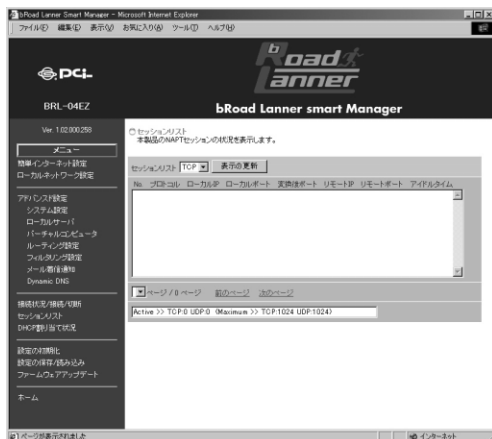 bRoad Lanner Smart Manager - Microsoft Internet Explorer
ファイル(F) 編集(E) 表示(V) お気に入り(A) ツール(T) ヘルプ(H)
PCi
bRoad Lanner
BRL-04EZ
bRoad Lanner smart Manager
Ver. 1.02.000.258
メニュー
簡単インターネット設定
ローカルネットワーク設定
アドバンスド設定
システム設定
ローカルサーバ
バーチャルコンピュータ
ルーティング設定
フィルタリング設定
メール着信通知
Dynamic DNS
接続状況/接続/切断
セッションリスト
DHCP割り当て状況
設定の初期化
設定の保存/読み込み
ファームウェアアップデート
ホーム
セッションリスト
本製品のNAPTセッションの状況を表示します。
セッションリスト TCP 表示の更新
No プロトコル ローカルIP ローカルポート 変換後ポート リモートIP リモートポート アイドルタイム
ページ / 0 ページ 前のページ 次のページ
Active >> TCP:0 UDP:0 (Maximum >> TCP:1024 UDP:1024)
ページが表示されました
インターネット